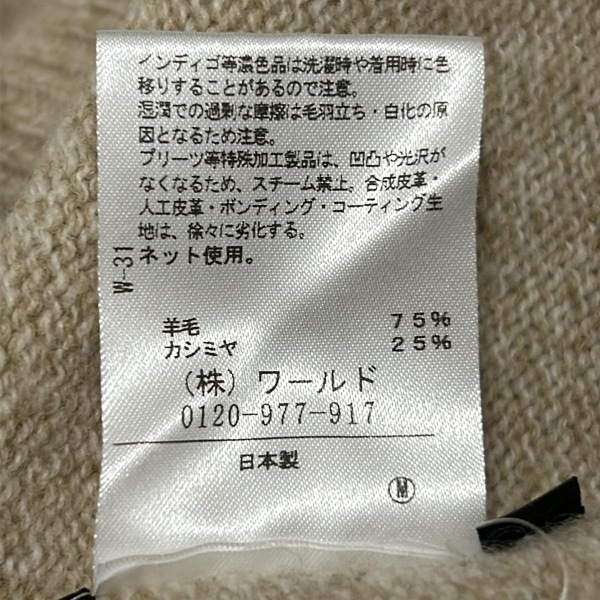 インディゴ等濃色品は洗濯時や着用時に色
移りすることがあるので注意。
湿潤での過剰な摩擦は毛羽立ち・白化の原
因となるため注意。
プリーツ等特殊加工製品は、凹凸や光沢が
なくなるため、スチーム禁止。合成皮革・
人工皮革・ボンディング・コーティング生
地は、徐々に劣化する。
ネット使用。
W-31
羊毛 75%
カシミヤ 25%
(株) ワールド
0120-977-917
日本製
M